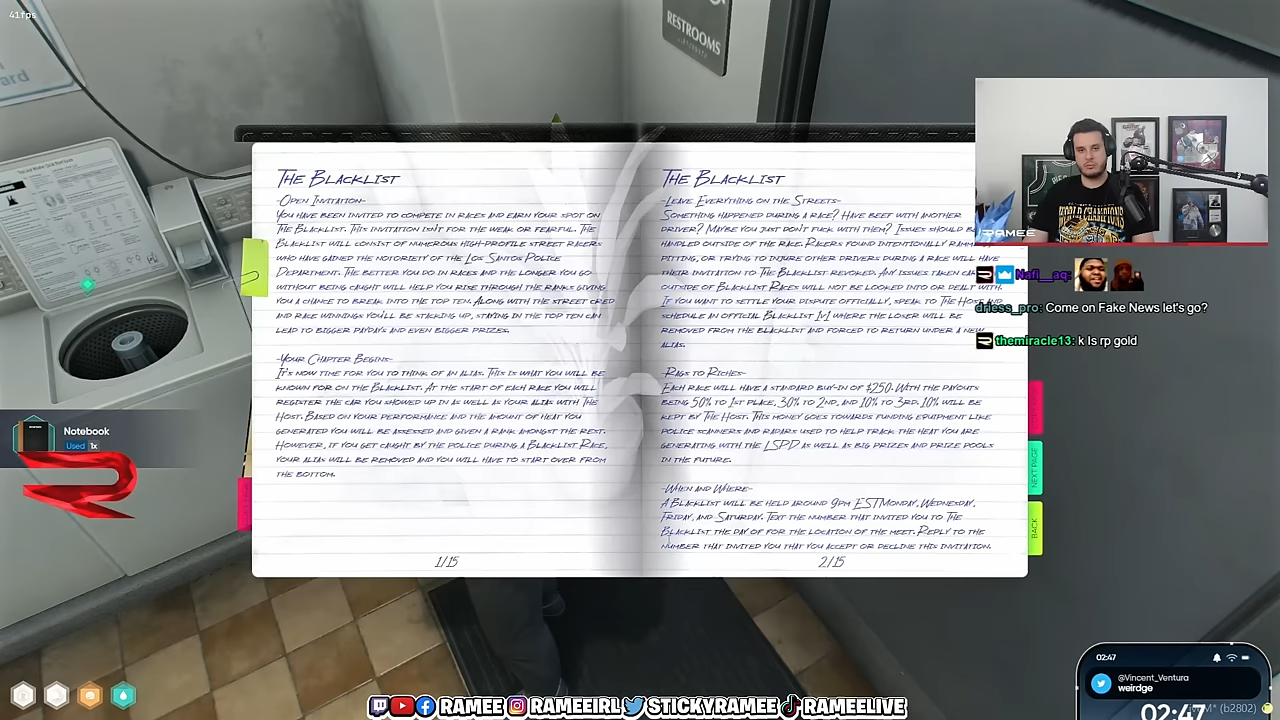 41fps
RESTROOMS
THE BLACKLIST
-OPEN INVITATION-
YOU HAVE BEEN INVITED TO COMPETE IN RACES AND EARN YOUR SPOT ON
THE BLACKLIST. THIS INVITATION ISN'T FOR THE WEAK OR FEARFUL. THE
BLACKLIST WILL CONSIST OF NUMEROUS HIGH-PROFILE STREET RACERS
WHO HAVE GAINED THE NOTORIETY OF THE LOS SANTOS POLICE
DEPARTMENT. THE BETTER YOU DO IN RACES AND THE LONGER YOU GO
WITHOUT BEING CAUGHT WILL HELP YOU RISE THROUGH THE RANKS GIVING
YOU A CHANCE TO BREAK INTO THE TOP TEN. ALONG WITH THE STREET CRED
AND RACE WINNINGS YOU'LL BE STACKING UP, STAYING IN THE TOP TEN CAN
LEAD TO BIGGER PAYDAYS AND EVEN BIGGER PRIZES.
-YOUR CHAPTER BEGINS-
IT'S NOW TIME FOR YOU TO THINK OF AN ALIAS. THIS IS WHAT YOU WILL BE
KNOWN FOR ON THE BLACKLIST. AT THE START OF EACH RACE YOU WILL
REGISTER THE CAR YOU SHOWED UP IN AS WELL AS YOUR ALIAS WITH THE
HOST. BASED ON YOUR PERFORMANCE AND THE AMOUNT OF HEAT YOU
GENERATED YOU WILL BE ASSESSED AND GIVEN A RANK AMONGST THE REST.
HOWEVER, IF YOU GET CAUGHT BY THE POLICE DURING A BLACKLIST RACE,
YOUR ALIAS WILL BE REMOVED AND YOU WILL HAVE TO START OVER FROM
THE BOTTOM.
1/15
THE BLACKLIST
-LEAVE EVERYTHING ON THE STREETS-
SOMETHING HAPPENED DURING A RACE? HAVE BEEF WITH ANOTHER
DRIVER? MAYBE YOU JUST DON'T FUCK WITH THEM? ISSUES SHOULD BE
HANDLED OUTSIDE OF THE RACE. RACERS FOUND INTENTIONALLY
PITTING, OR TRYING TO INJURE OTHER DRIVERS DURING A RACE WILL HAVE
THEIR INVITATION TO THE BLACKLIST REVOKED. ANY ISSUES TAKEN
OUTSIDE OF BLACKLIST RACES WILL NOT BE LOOKED INTO OR DEALT WITH.
IF YOU WANT TO SETTLE YOUR DISPUTE OFFICIALLY, SPEAK TO THE HOST
SCHEDULE AN OFFICIAL BLACKLIST WHERE THE LOSER WILL BE
REMOVED FROM THE BLACKLIST AND FORCED TO RETURN UNDER A NEW
ALIAS.
-RAGS TO RICHES-
EACH RACE WILL HAVE A STANDARD BUY-IN OF $250. WITH THE PAYOUTS
BEING 50% TO 1ST PLACE, 30% TO 2ND, AND 10% TO 3RD. 10% WILL BE
KEPT BY THE HOST. THIS MONEY GOES TOWARDS FUNDING EQUIPMENT LIKE
POLICE SCANNERS AND RADARS USED TO HELP TRACK THE HEAT YOU ARE
GENERATING WITH THE LSPD AS WELL AS BIG PRIZES AND PRIZE POOLS
IN THE FUTURE.
-WHEN AND WHERE-
A BLACKLIST WILL BE HELD AROUND 9PM EST MONDAY, WEDNESDAY,
FRIDAY, AND SATURDAY. TEXT THE NUMBER THAT INVITED YOU TO THE
BLACKLIST THE DAY OF FOR THE LOCATION OF THE MEET. REPLY TO THE
NUMBER THAT INVITED YOU THAT YOU ACCEPT OR DECLINE THIS INVITATION.
2/15
NEXT PAGE
BACK
RAMEE
Nafi__aq:
driess_pro: Come on Fake News let's go?
themiracle13: k ls rp gold
Notebook
Used 1x
02:47
@Vincent_Ventura
weirdge
02:47
(b2802)
RAMEE RAMEEIRL STICKYRAMEE RAMEELIVE